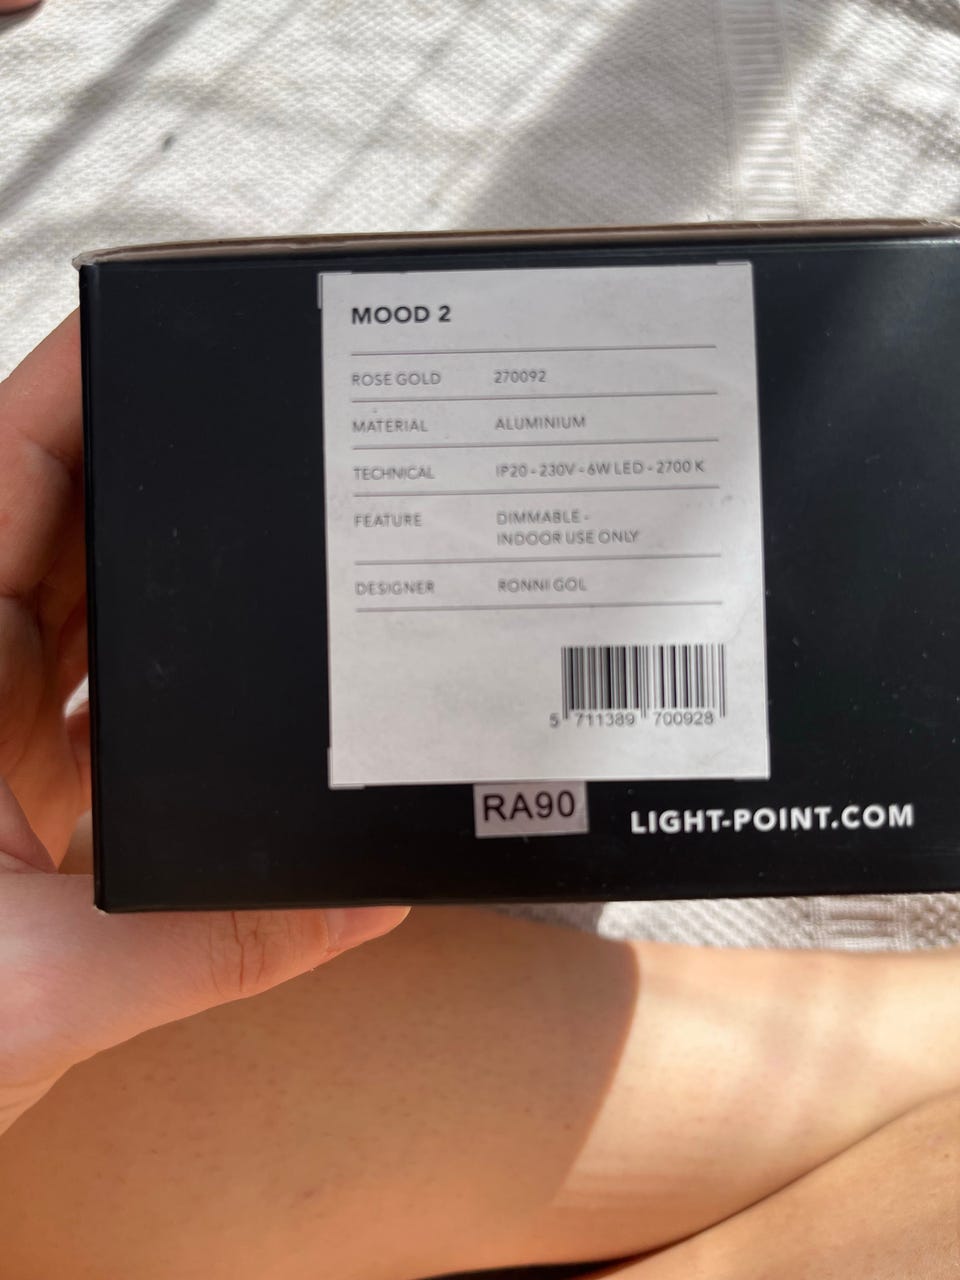 MOOD 2
ROSE GOLD 270092
MATERIAL ALUMINIUM
TECHNICAL IP20 - 230V - 6W LED - 2700 K
FEATURE DIMMABLE -
INDOOR USE ONLY
DESIGNER RONNI GOL
5 711389 700928
RA90
LIGHT-POINT.COM